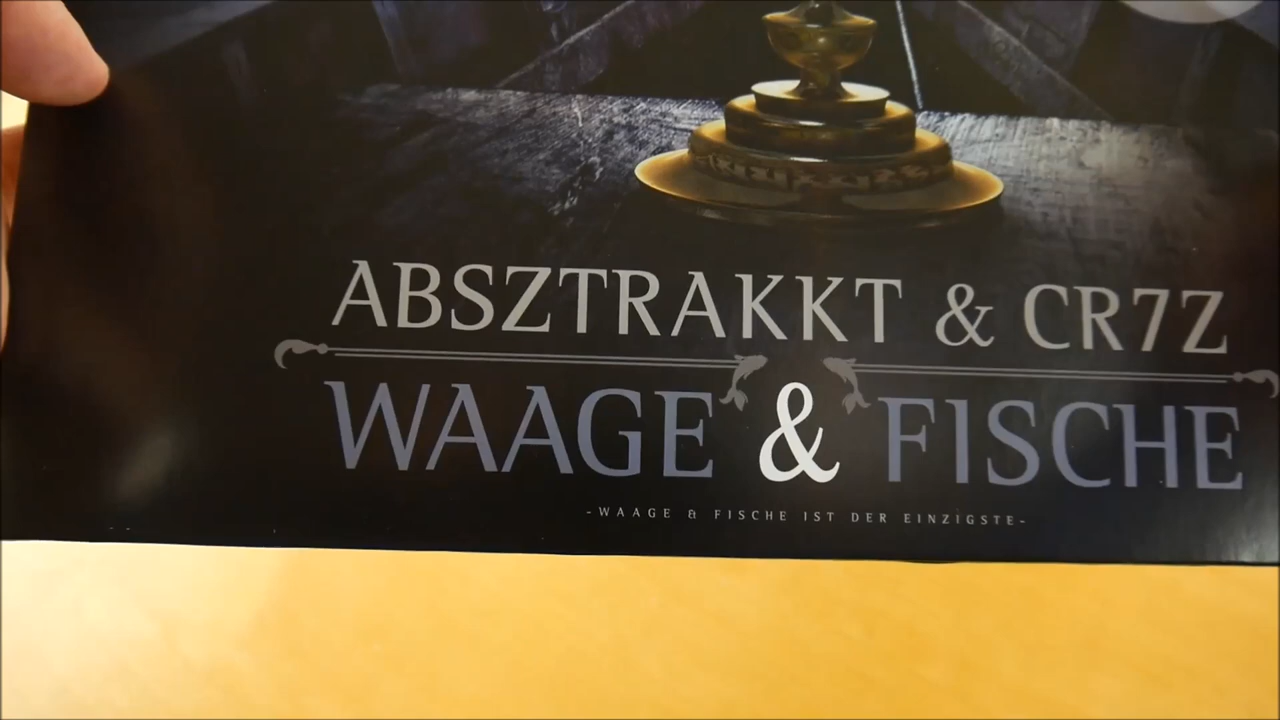 ABSZTRAKKT & CR7Z
WAAGE & FISCHE
-WAAGE & FISCHE IST DER EINZIGSTE-